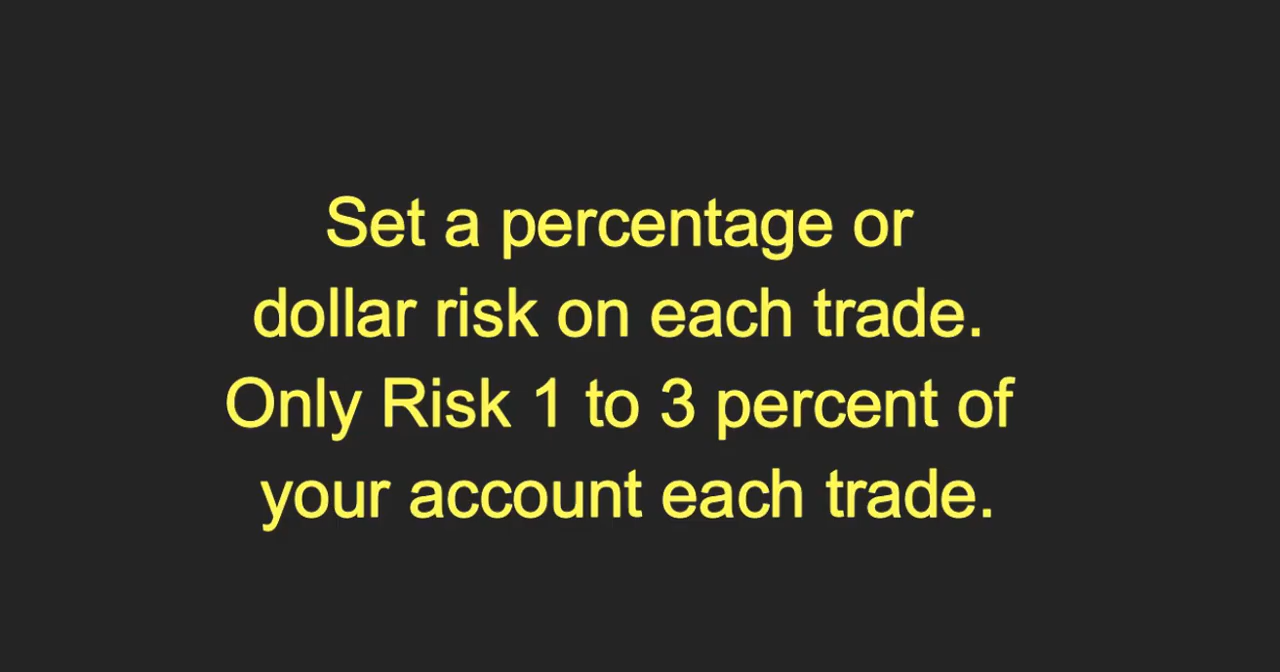 Set a percentage or
dollar risk on each trade.
Only Risk 1 to 3 percent of
your account each trade.